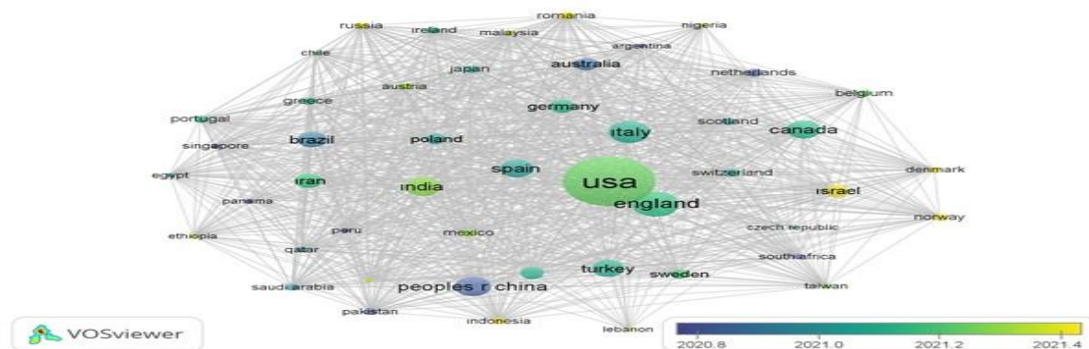 romania
russia
nigeria
ireland
malaysia
argentina
chile
australia
japan
netherlands
austria
belgium
greece
germany
portugal
scotland
canada
italy
brazil
poland
singapore
spain
switzerland
denmark
egypt
iran
india
usa
israel
panama
england
norway
peru
czech republic
ethiopia
mexico
qatar
south africa
turkey
sweden
saudi arabia
peoples r china
taiwan
pakistan
indonesia
lebanon
VOSviewer
2020.8 2021.0 2021.2 2021.4